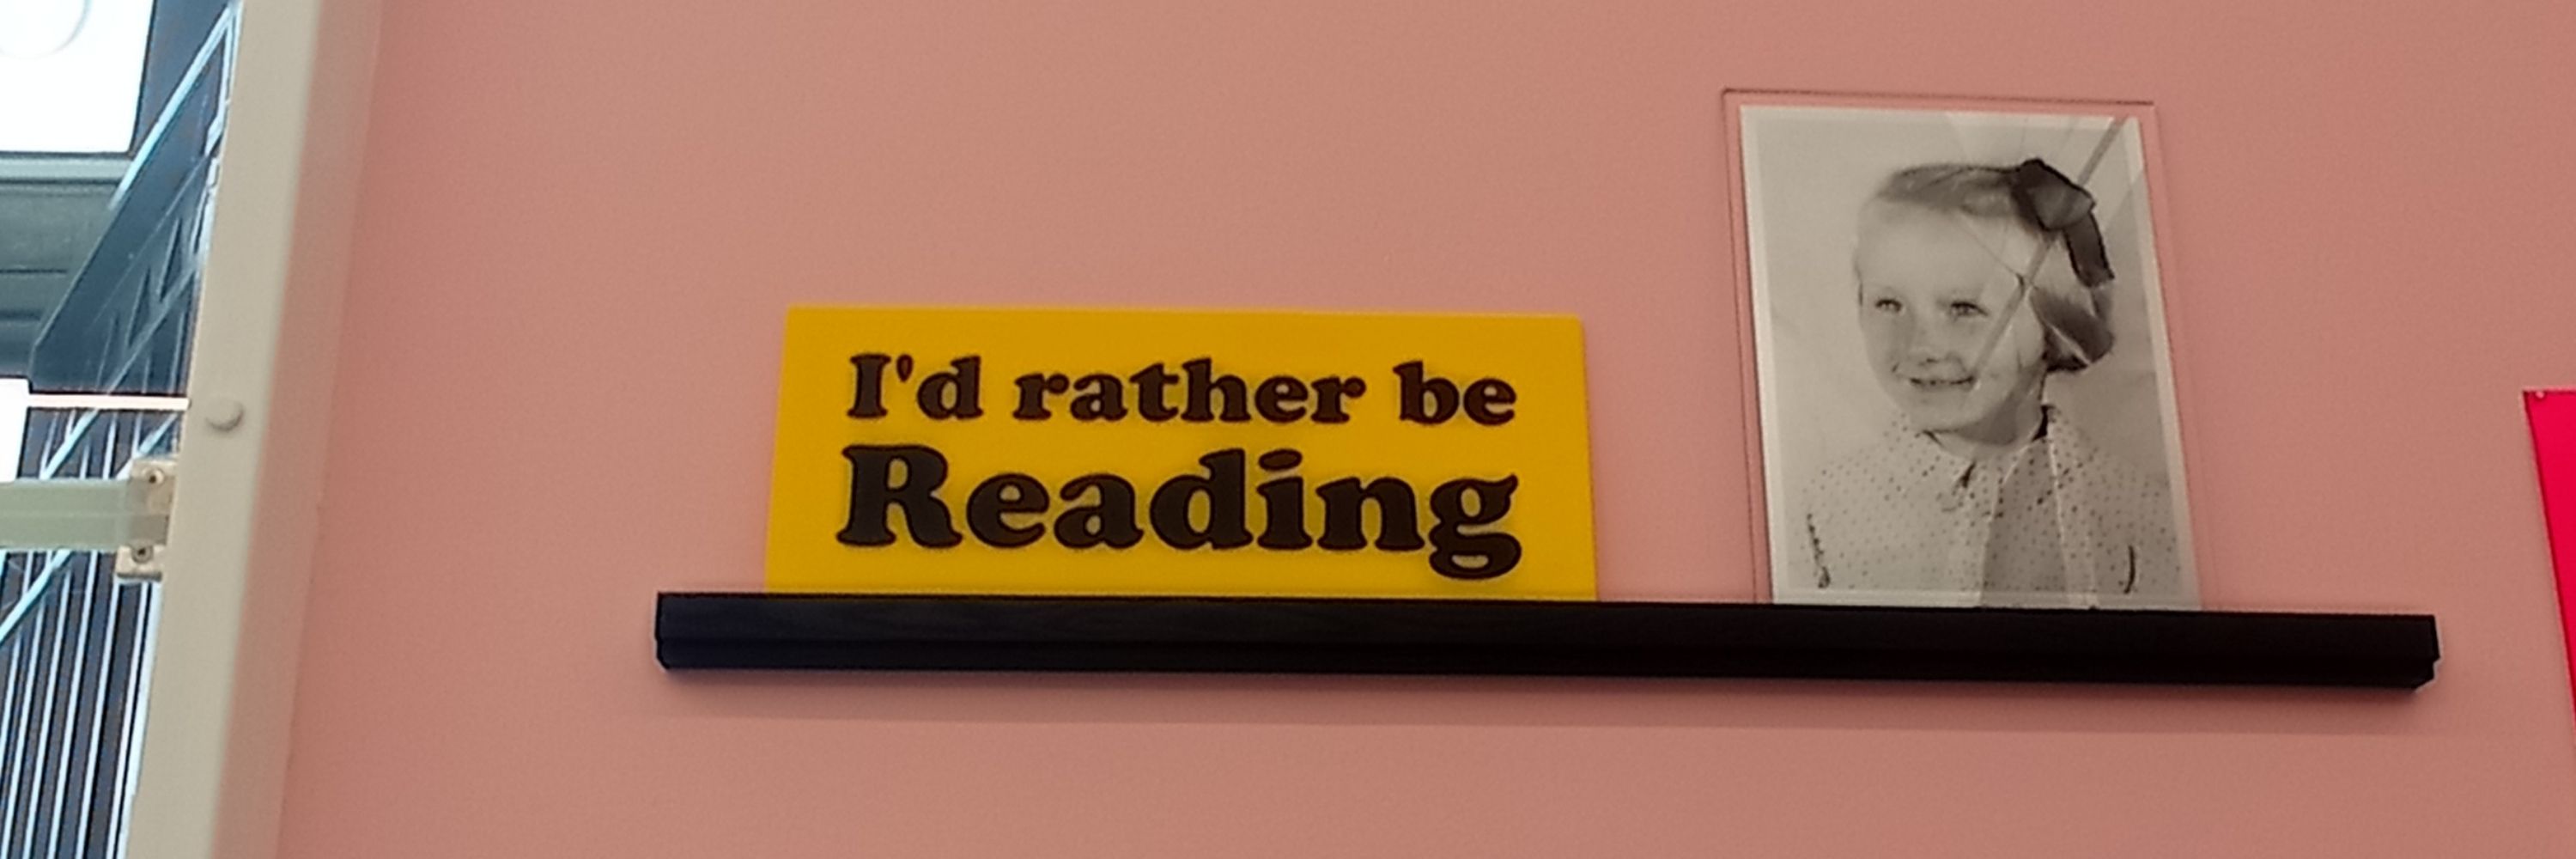 I'd rather be
Reading